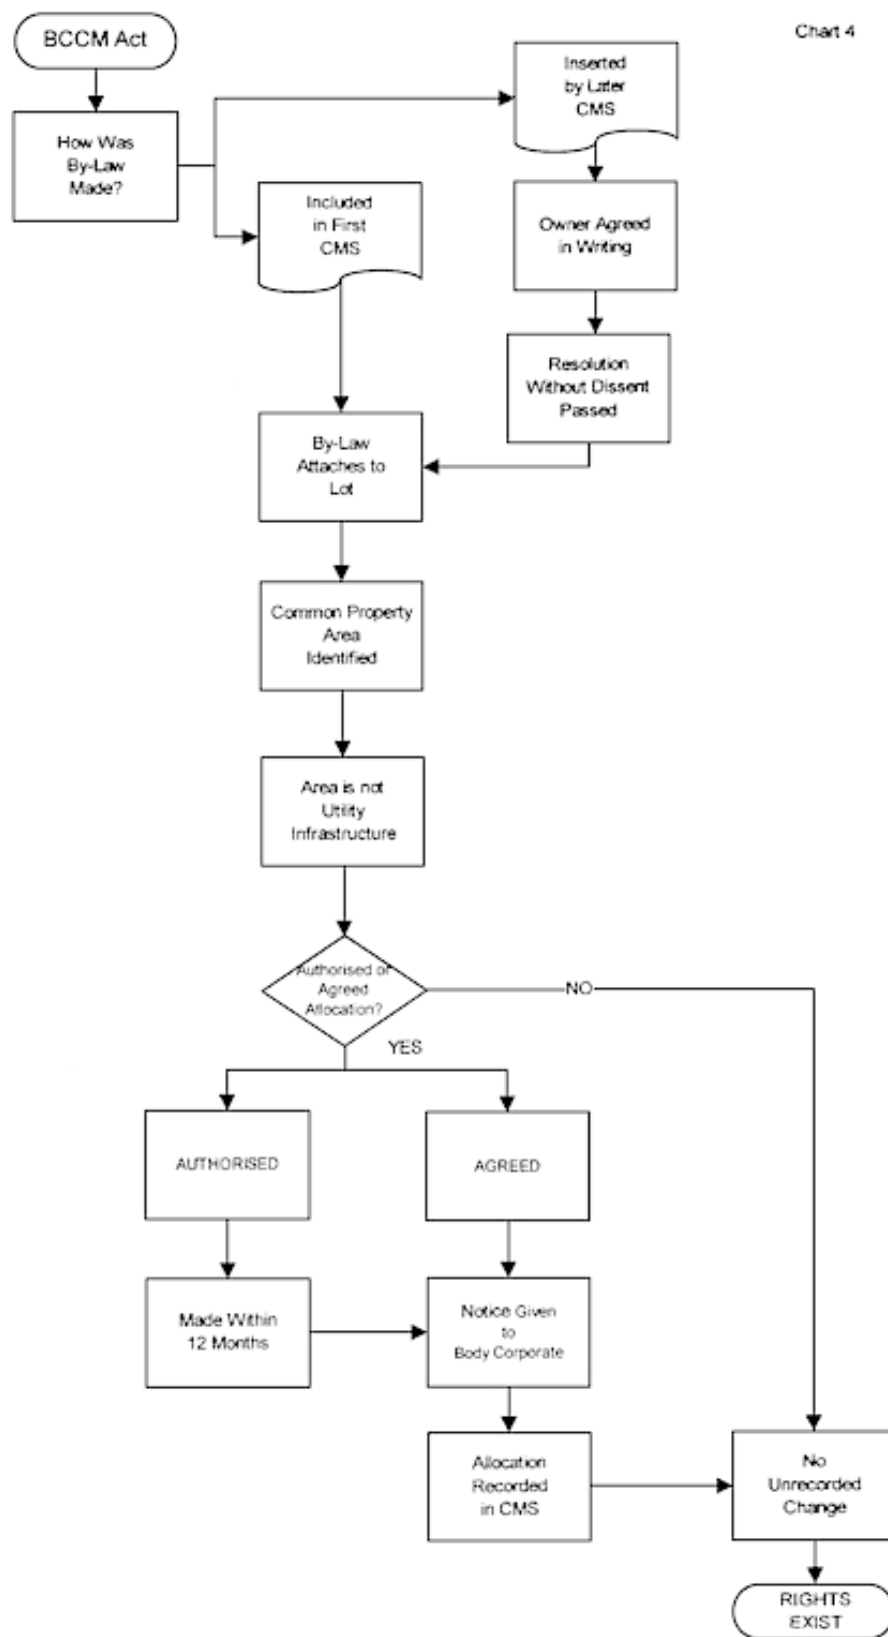 BCCM Act
Chart 4
How Was
By-Law
Made?
Inserted
by Later
CMS
Included
in First
CMS
Owner Agreed
in Writing
Resolution
Without Dissent
Passed
By-Law
Attaches to
Lot
Common Property
Area
Identified
Area is not
Utility
Infrastructure
Authorised or
Agreed
Allocation?
NO
YES
AUTHORISED
AGREED
Made Within
12 Months
Notice Given
to
Body Corporate
Allocation
Recorded
in CMS
No
Unrecorded
Change
RIGHTS
EXIST